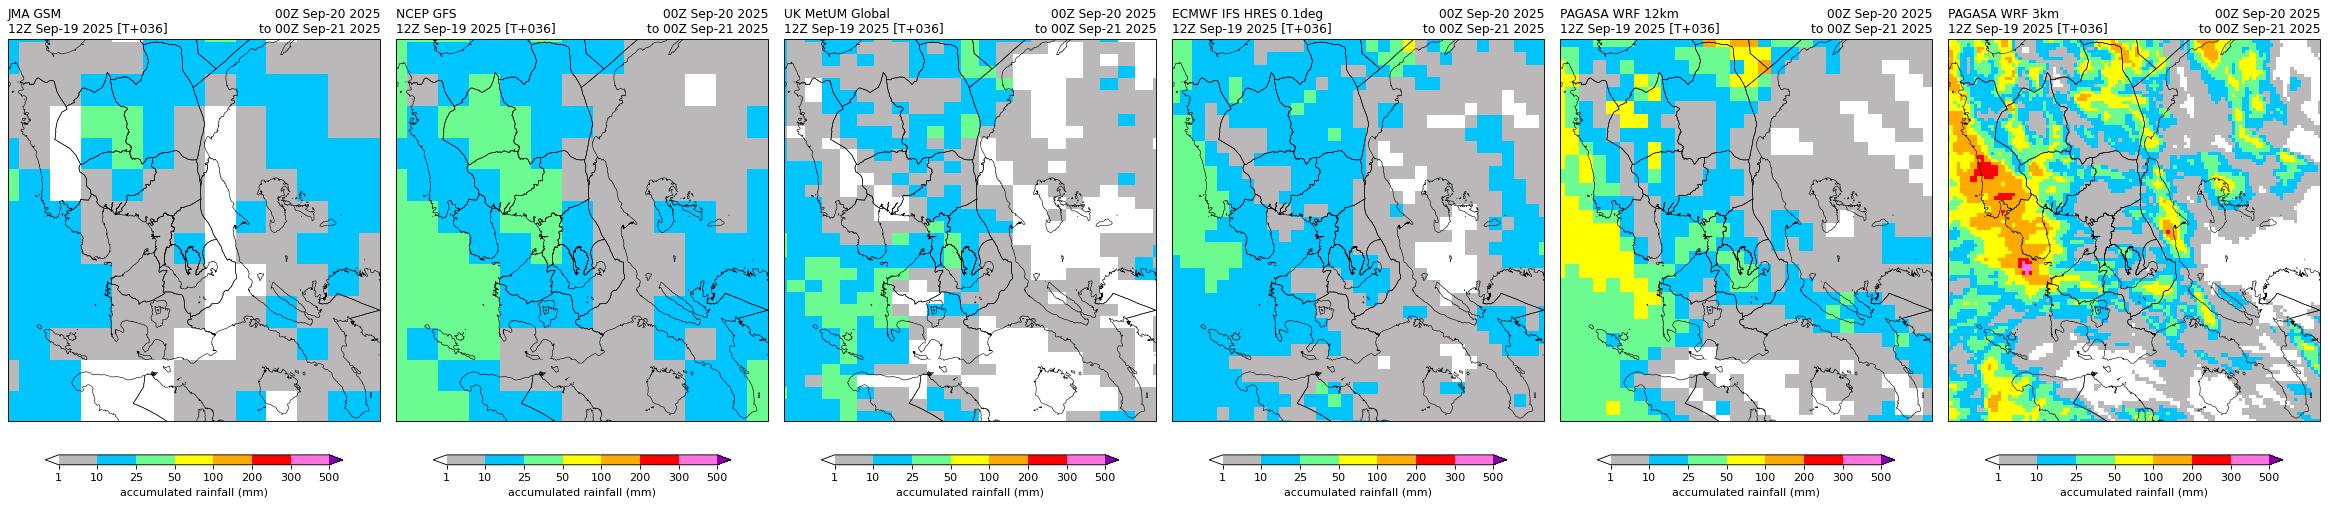 JMA GSM 00Z Sep-20 2025
12Z Sep-19 2025 [T+036] to 00Z Sep-21 2025
1 10 25 50 100 200 300 500
accumulated rainfall (mm)
NCEP GFS 00Z Sep-20 2025
12Z Sep-19 2025 [T+036] to 00Z Sep-21 2025
1 10 25 50 100 200 300 500
accumulated rainfall (mm)
UK MetUM Global 00Z Sep-20 2025
12Z Sep-19 2025 [T+036] to 00Z Sep-21 2025
1 10 25 50 100 200 300 500
accumulated rainfall (mm)
ECMWF IFS HRES 0.1deg 00Z Sep-20 2025
12Z Sep-19 2025 [T+036] to 00Z Sep-21 2025
1 10 25 50 100 200 300 500
accumulated rainfall (mm)
PAGASA WRF 12km 00Z Sep-20 2025
12Z Sep-19 2025 [T+036] to 00Z Sep-21 2025
1 10 25 50 100 200 300 500
accumulated rainfall (mm)
PAGASA WRF 3km 00Z Sep-20 2025
12Z Sep-19 2025 [T+036] to 00Z Sep-21 2025
1 10 25 50 100 200 300 500
accumulated rainfall (mm)